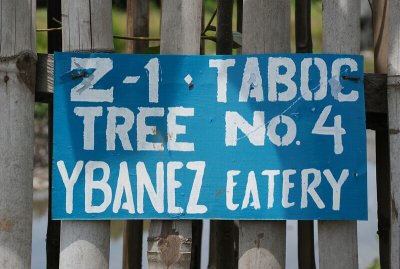 Z-1 · TABOC
TREE No. 4
YBANEZ EATERY